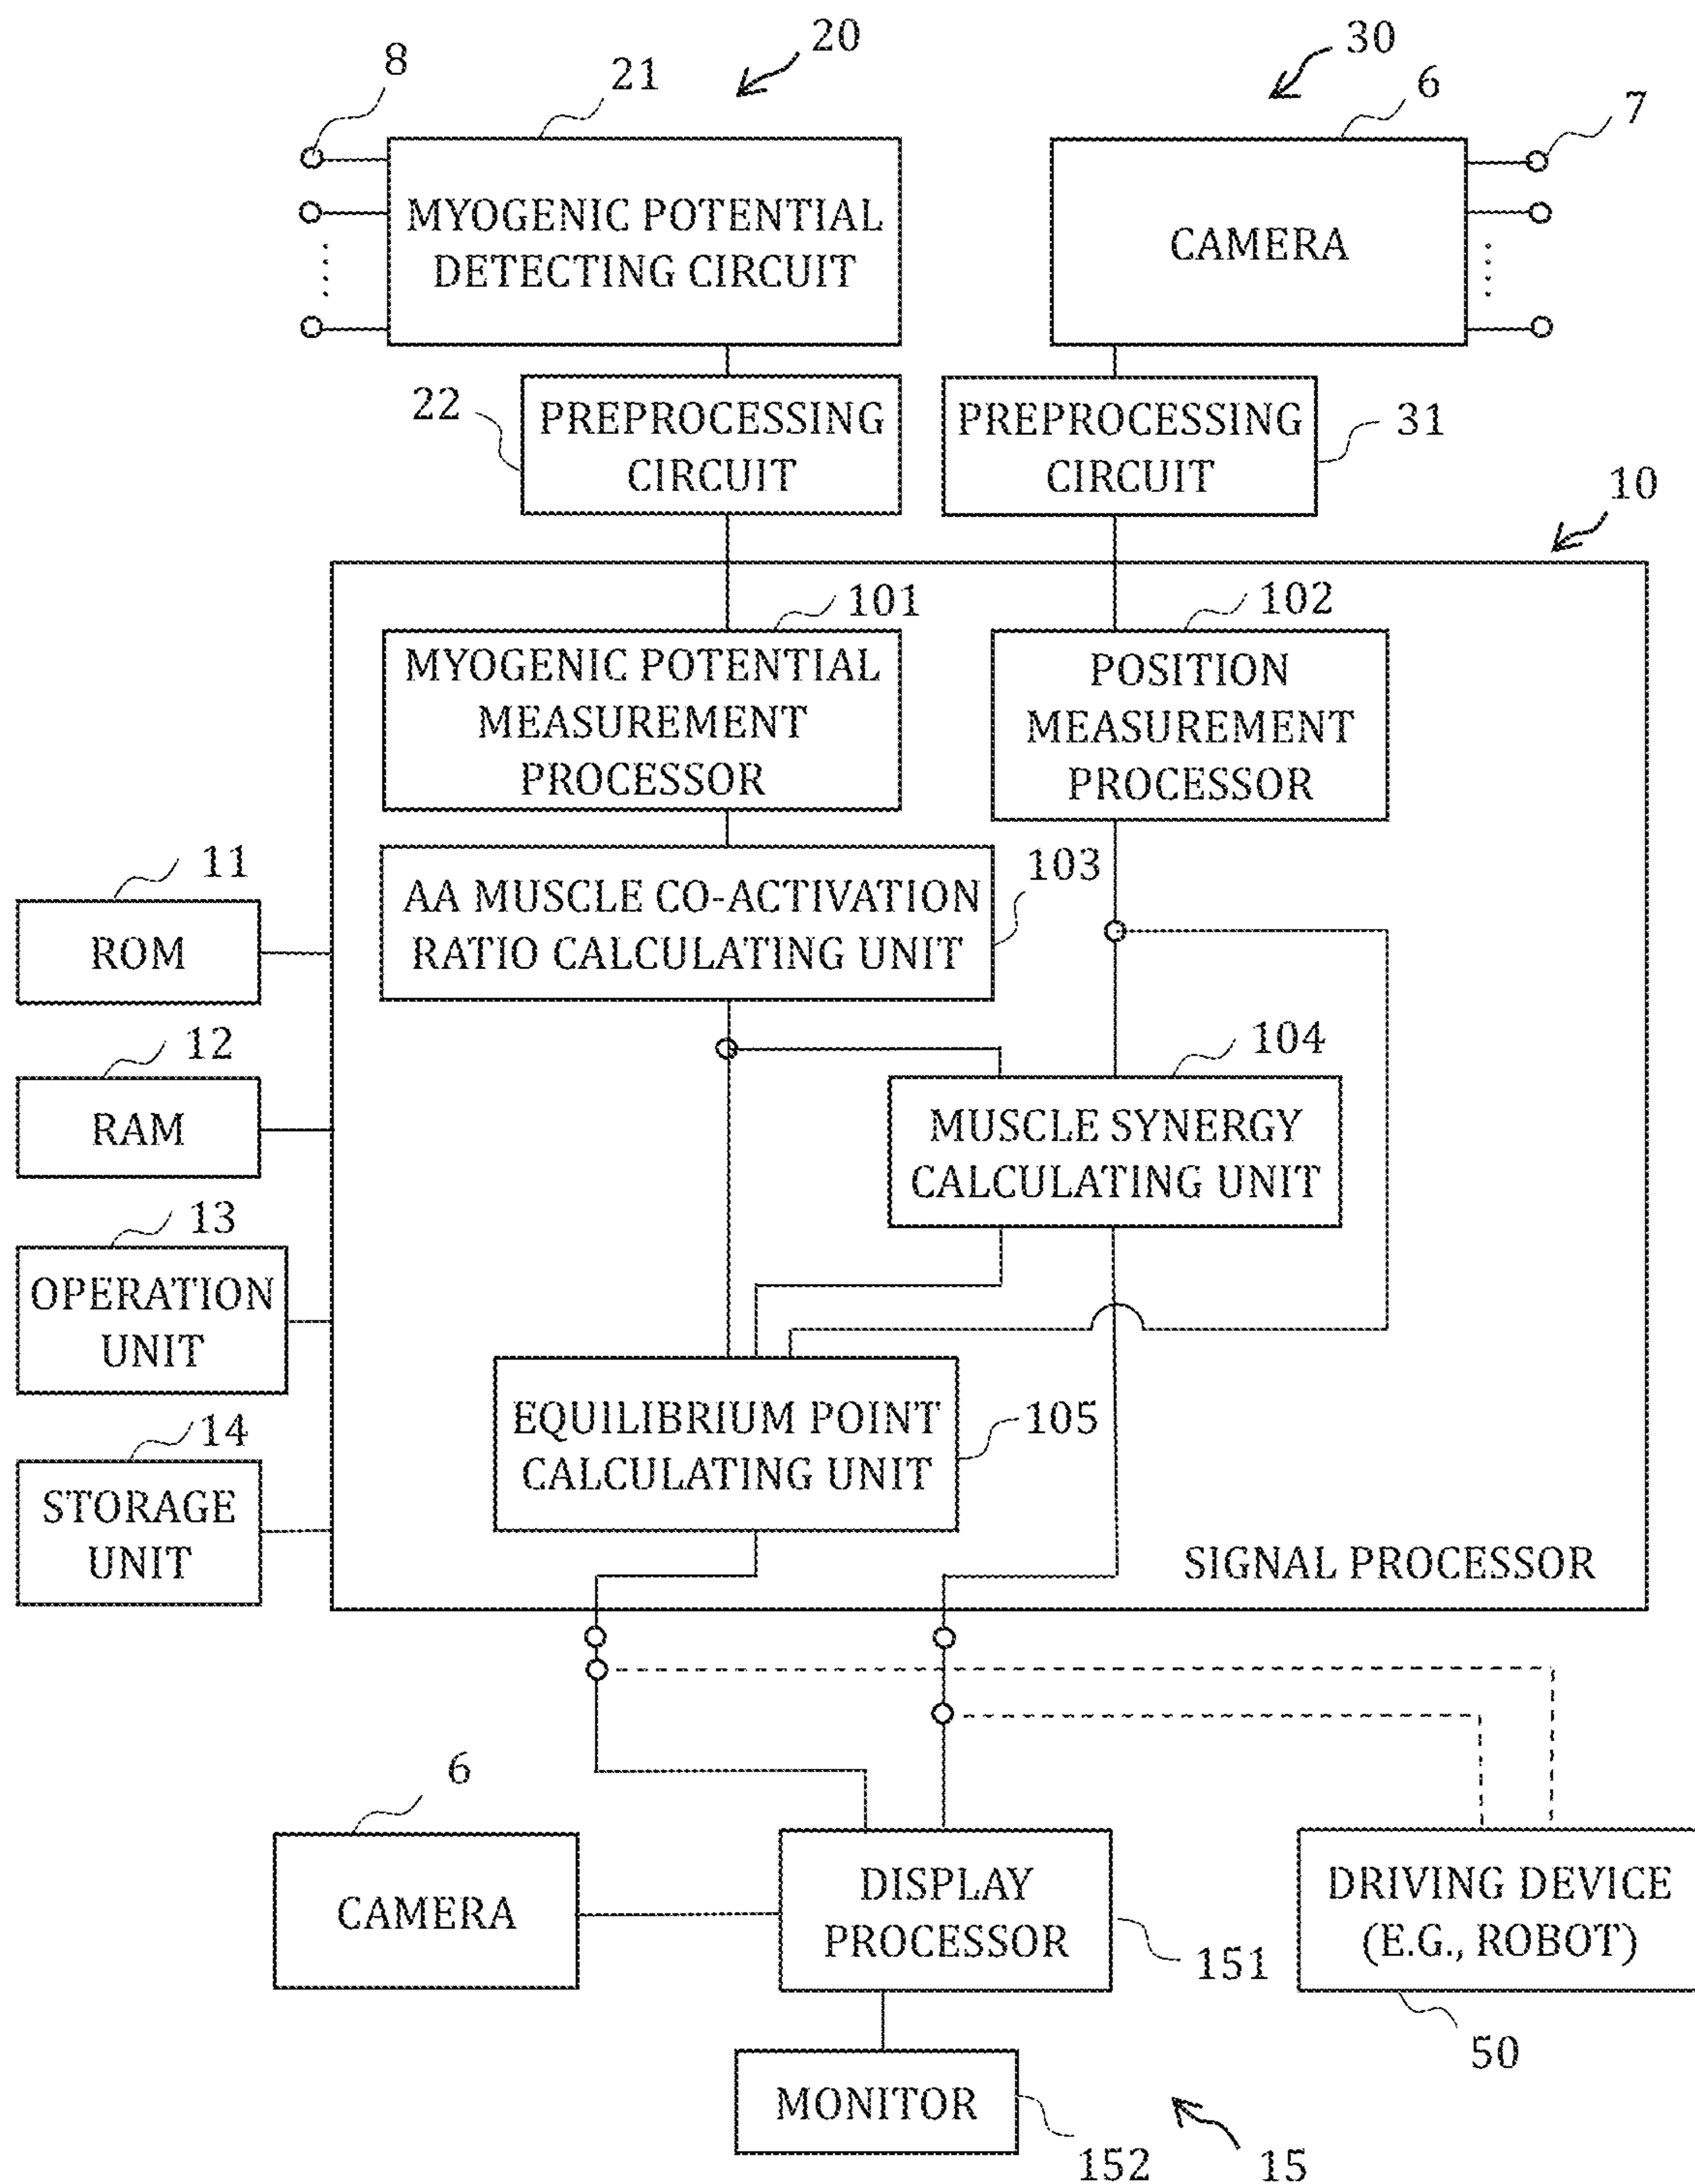 20
30
8
21
6
7
MYOGENIC POTENTIAL
DETECTING CIRCUIT
CAMERA
22
PREPROCESSING
CIRCUIT
PREPROCESSING
CIRCUIT
31
10
101
102
MYOGENIC POTENTIAL
MEASUREMENT
PROCESSOR
POSITION
MEASUREMENT
PROCESSOR
11
ROM
AA MUSCLE CO-ACTIVATION
RATIO CALCULATING UNIT
103
12
RAM
104
MUSCLE SYNERGY
CALCULATING UNIT
13
OPERATION
UNIT
EQUILIBRIUM POINT
CALCULATING UNIT
105
14
STORAGE
UNIT
SIGNAL PROCESSOR
6
CAMERA
DISPLAY
PROCESSOR
151
DRIVING DEVICE
(E.G., ROBOT)
50
MONITOR
152
15